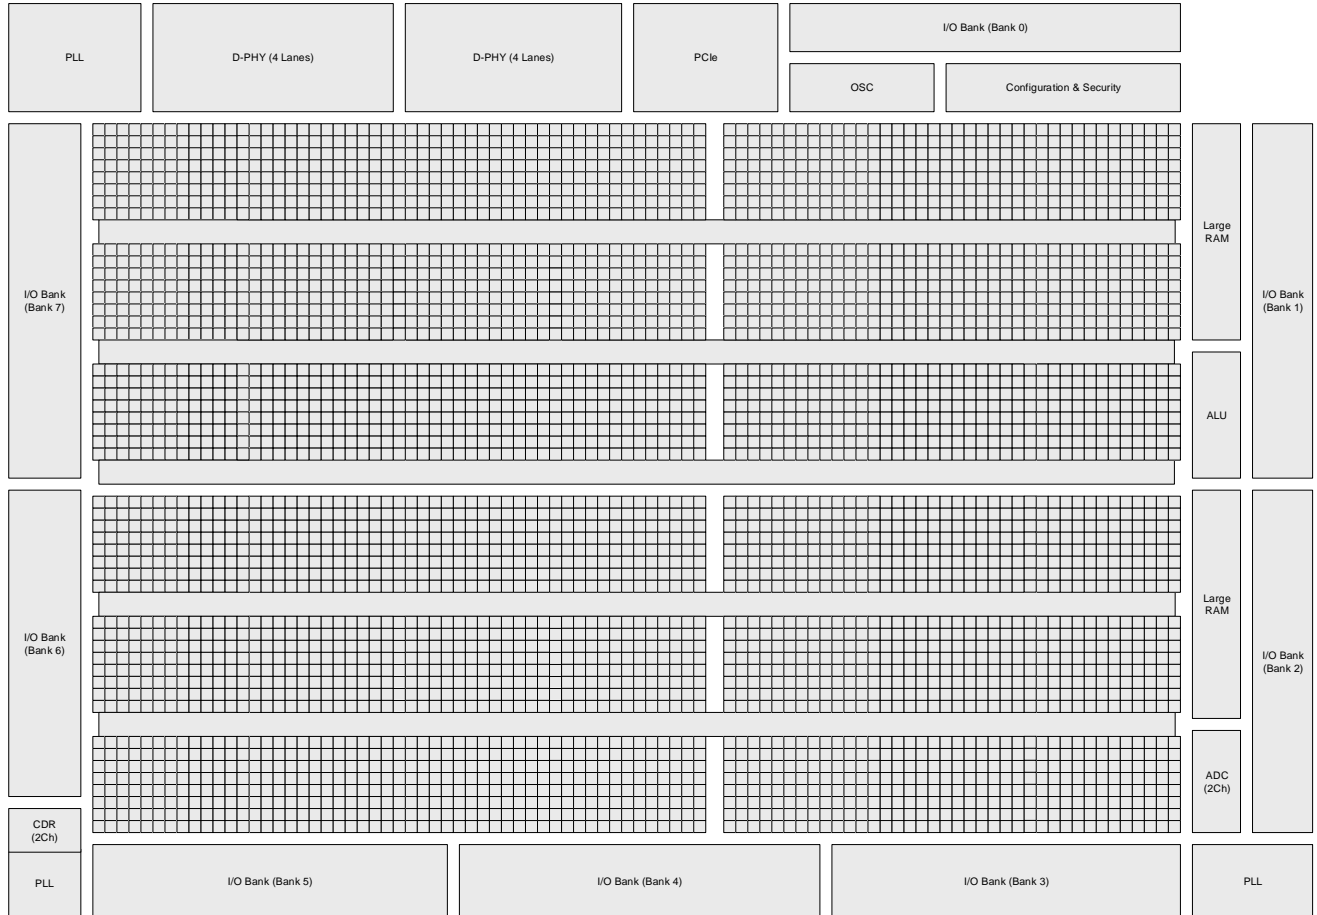 PLL
D-PHY (4 Lanes)
D-PHY (4 Lanes)
PCIe
I/O Bank (Bank 0)
OSC
Configuration & Security
I/O Bank
(Bank 7)
Large
RAM
I/O Bank
(Bank 1)
ALU
I/O Bank
(Bank 6)
Large
RAM
I/O Bank
(Bank 2)
ADC
(2Ch)
CDR
(2Ch)
PLL
I/O Bank (Bank 5)
I/O Bank (Bank 4)
I/O Bank (Bank 3)
PLL